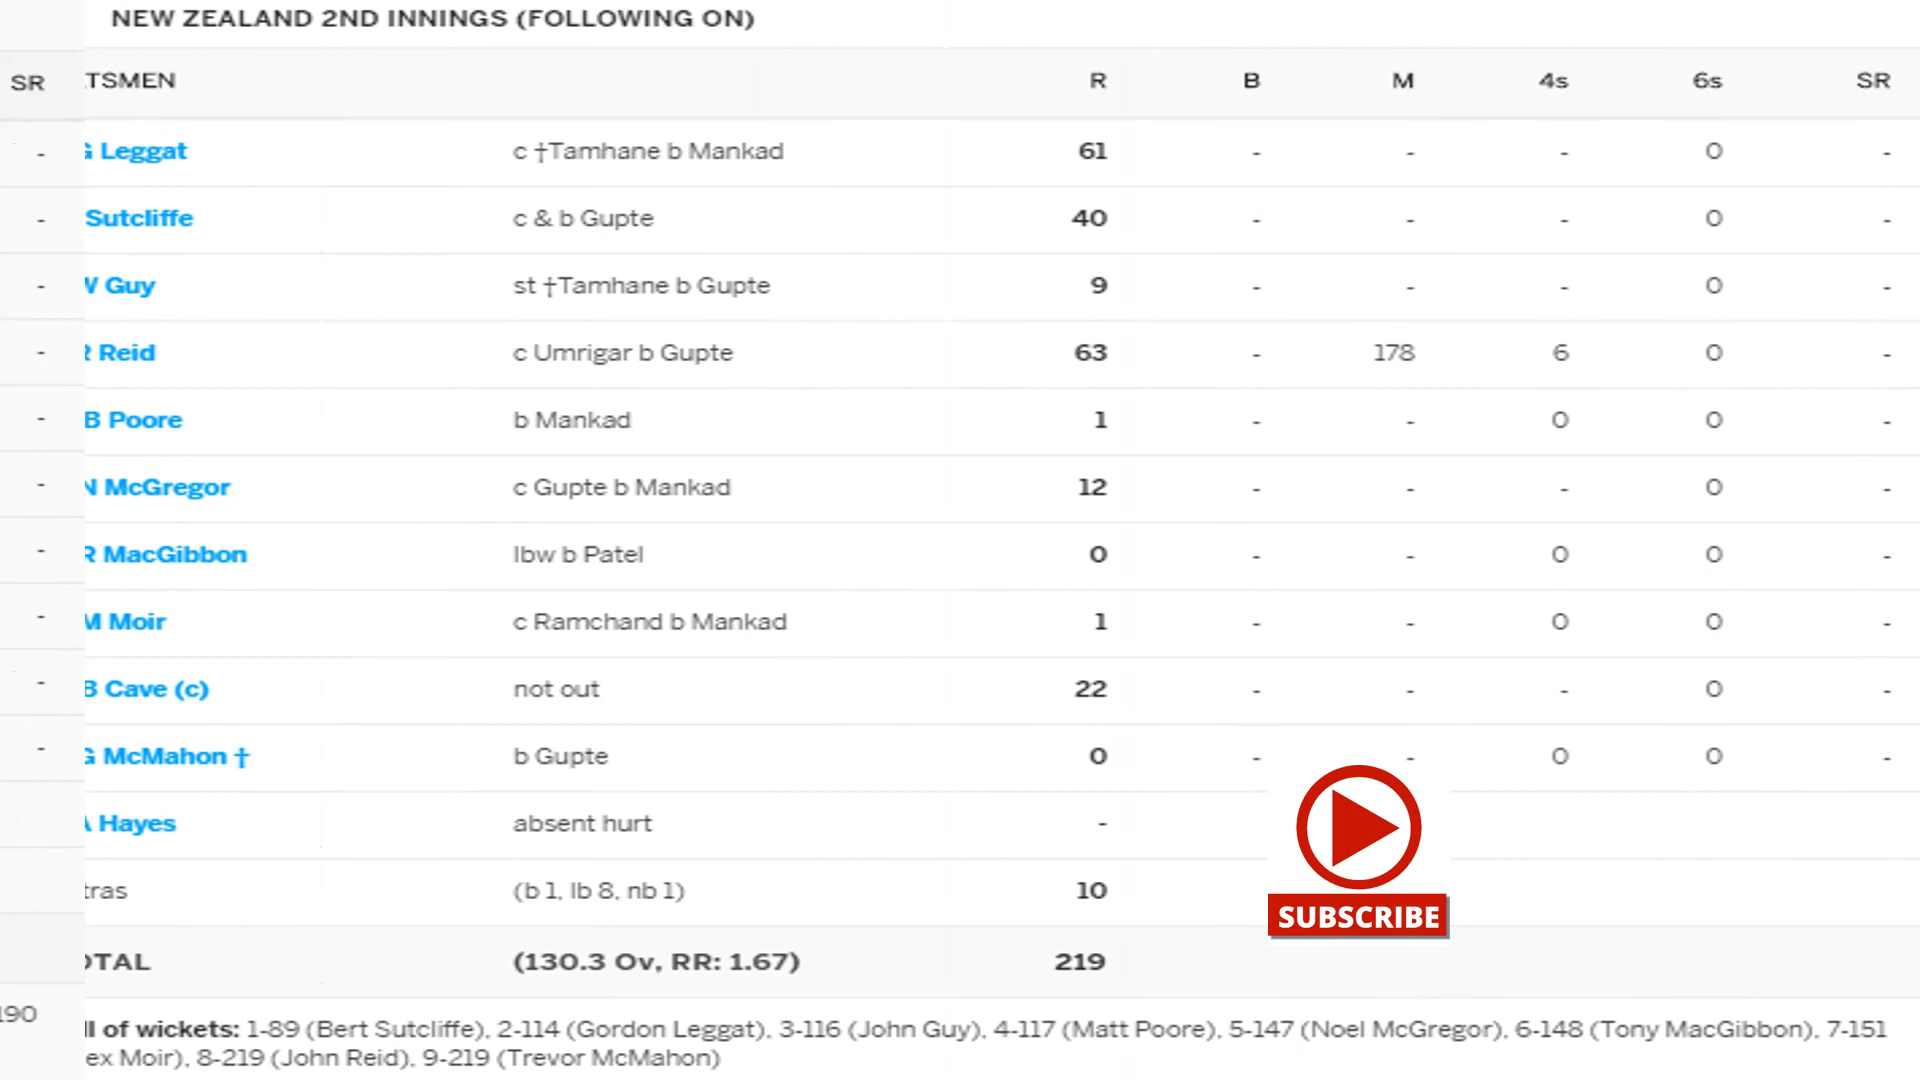 NEW ZEALAND 2ND INNINGS (FOLLOWING ON)
SR TSMEN R B M 4s 6s SR
- G Leggat c †Tamhane b Mankad 61 - - - 0 -
- Sutcliffe c & b Gupte 40 - - - 0 -
- W Guy st †Tamhane b Gupte 9 - - - 0 -
- R Reid c Umrigar b Gupte 63 - 178 6 0 -
- B Poore b Mankad 1 - - 0 0 -
- N McGregor c Gupte b Mankad 12 - - - 0 -
- R MacGibbon lbw b Patel 0 - - 0 0 -
- M Moir c Ramchand b Mankad 1 - - 0 0 -
- B Cave (c) not out 22 - - - 0 -
- G McMahon † b Gupte 0 - - 0 0 -
A Hayes absent hurt -
tras (b 1, lb 8, nb 1) 10
SUBSCRIBE
OTAL (130.3 Ov, RR: 1.67) 219
190
ll of wickets: 1-89 (Bert Sutcliffe), 2-114 (Gordon Leggat), 3-116 (John Guy), 4-117 (Matt Poore), 5-147 (Noel McGregor), 6-148 (Tony MacGibbon), 7-151
ex Moir), 8-219 (John Reid), 9-219 (Trevor McMahon)